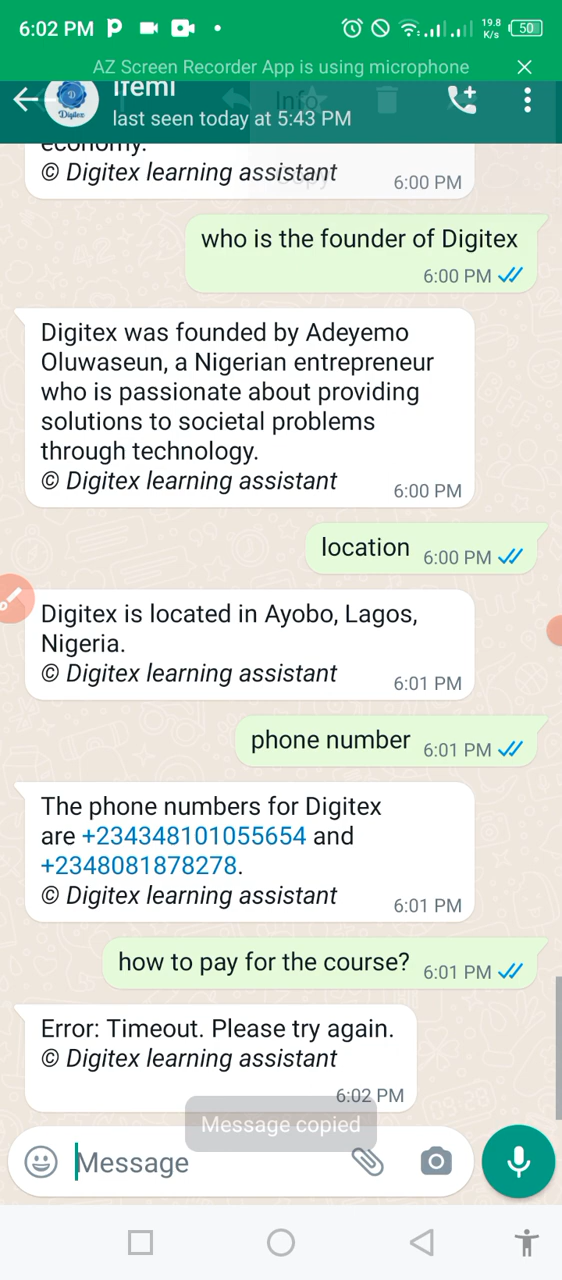 6:02 PM
19.8
K/s
50
AZ Screen Recorder App is using microphone
Ifemi
Info
Digitex
last seen today at 5:43 PM
economy.
© Digitex learning assistant
Copy
6:00 PM
who is the founder of Digitex
6:00 PM
Digitex was founded by Adeyemo
Oluwaseun, a Nigerian entrepreneur
who is passionate about providing
solutions to societal problems
through technology.
© Digitex learning assistant
6:00 PM
location 6:00 PM
Digitex is located in Ayobo, Lagos,
Nigeria.
© Digitex learning assistant
6:01 PM
phone number 6:01 PM
The phone numbers for Digitex
are +234348101055654 and
+2348081878278.
© Digitex learning assistant
6:01 PM
how to pay for the course? 6:01 PM
Error: Timeout. Please try again.
© Digitex learning assistant
6:02 PM
Message copied
Message